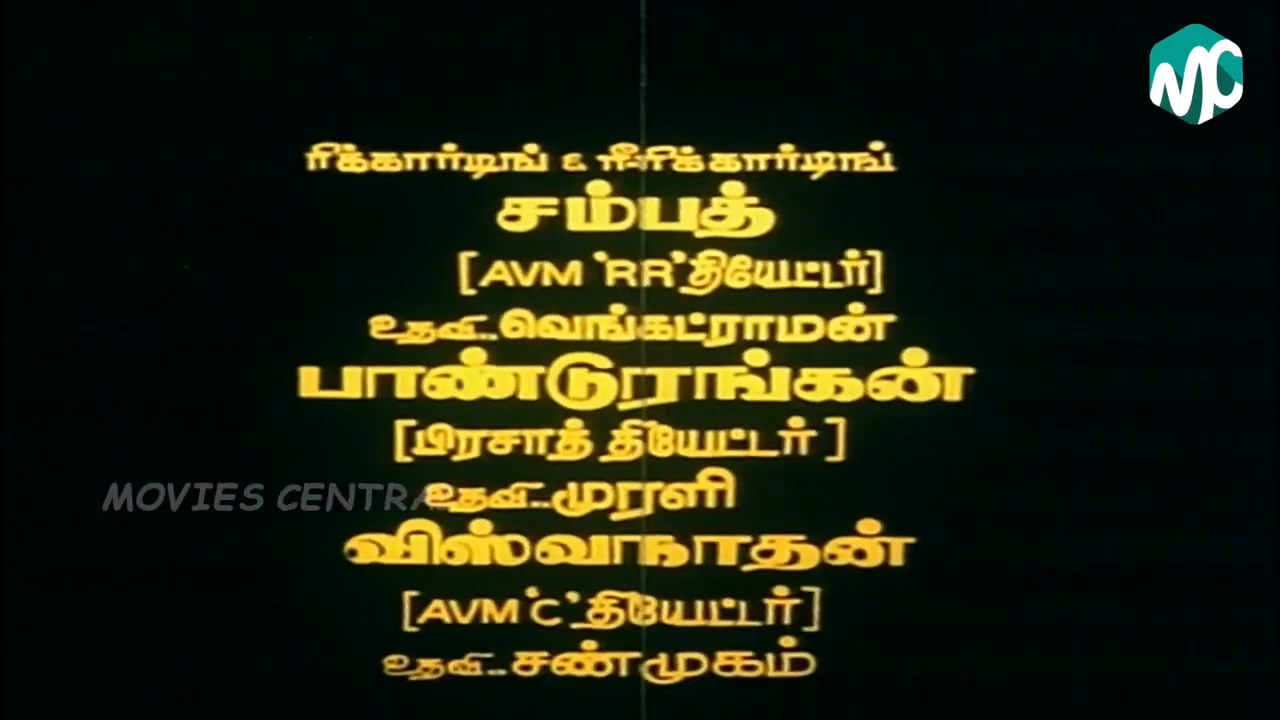 ரிக்கார்டிங் & ரீ-ரிக்கார்டிங்
சம்பத்
[AVM 'RR' தியேட்டர்]
உதவி.. வெங்கட்ராமன்
பாண்டுரங்கன்
[பிரசாத் தியேட்டர்]
உதவி.. முரளி
விஸ்வநாதன்
[AVM 'C' தியேட்டர்]
உதவி.. சண்முகம்
MOVIES CENTRA
MC